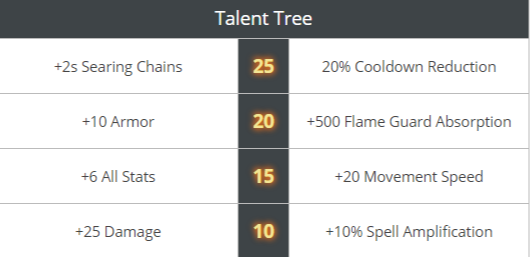 Talent Tree
+2s Searing Chains 25 20% Cooldown Reduction
+10 Armor 20 +500 Flame Guard Absorption
+6 All Stats 15 +20 Movement Speed
+25 Damage 10 +10% Spell Amplification